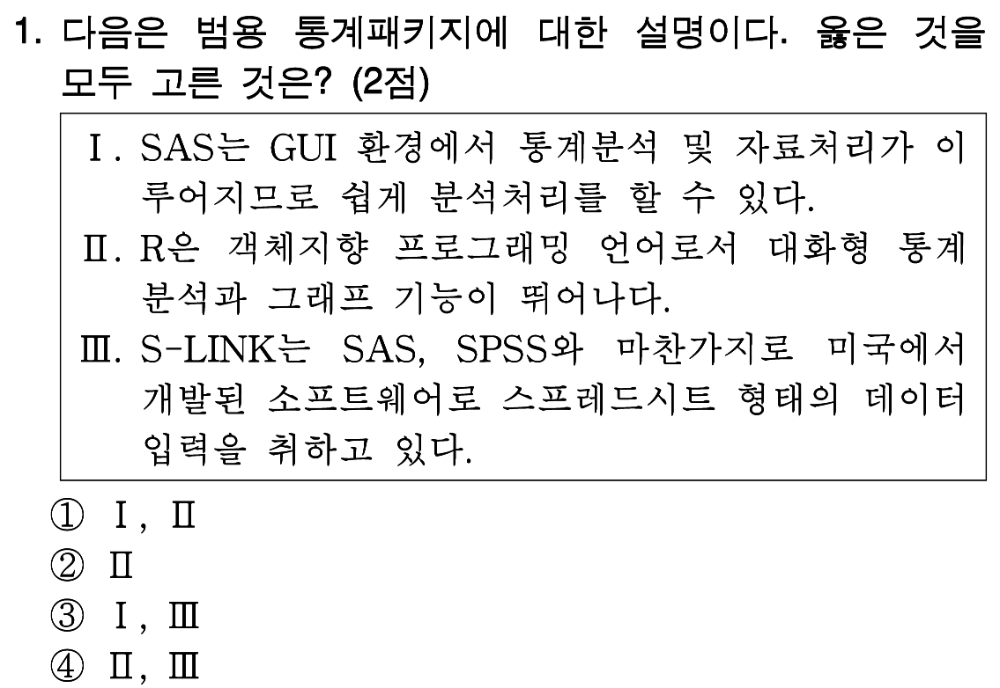 1. 다음은 범용 통계패키지에 대한 설명이다. 옳은 것을
모두 고른 것은? (2점)
Ⅰ. SAS는 GUI 환경에서 통계분석 및 자료처리가 이
루어지므로 쉽게 분석처리를 할 수 있다.
Ⅱ. R은 객체지향 프로그래밍 언어로서 대화형 통계
분석과 그래프 기능이 뛰어나다.
Ⅲ. S-LINK는 SAS, SPSS와 마찬가지로 미국에서
개발된 소프트웨어로 스프레드시트 형태의 데이터
입력을 취하고 있다.
① Ⅰ, Ⅱ
② Ⅱ
③ Ⅰ, Ⅲ
④ Ⅱ, Ⅲ